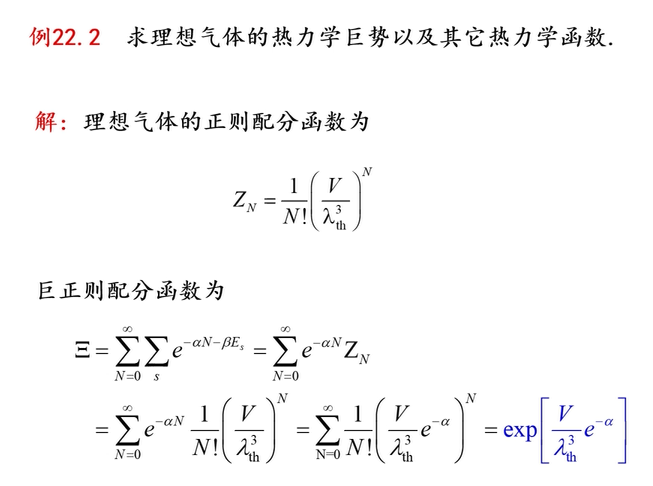 例22.2 求理想气体的热力学巨势以及其它热力学函数.
解：理想气体的正则配分函数为
$Z_N = \frac{1}{N!}\left(\frac{V}{\lambda_{\text{th}}^3}\right)^N$
巨正则配分函数为
$\Xi = \sum_{N=0}^{\infty}\sum_{s} e^{-\alpha N-\beta E_s} = \sum_{N=0}^{\infty} e^{-\alpha N} Z_N$
$= \sum_{N=0}^{\infty} e^{-\alpha N} \frac{1}{N!}\left(\frac{V}{\lambda_{\text{th}}^3}\right)^N = \sum_{N=0}^{\infty} \frac{1}{N!}\left(\frac{V}{\lambda_{\text{th}}^3} e^{-\alpha}\right)^N = \exp\left[\frac{V}{\lambda_{\text{th}}^3} e^{-\alpha}\right]$